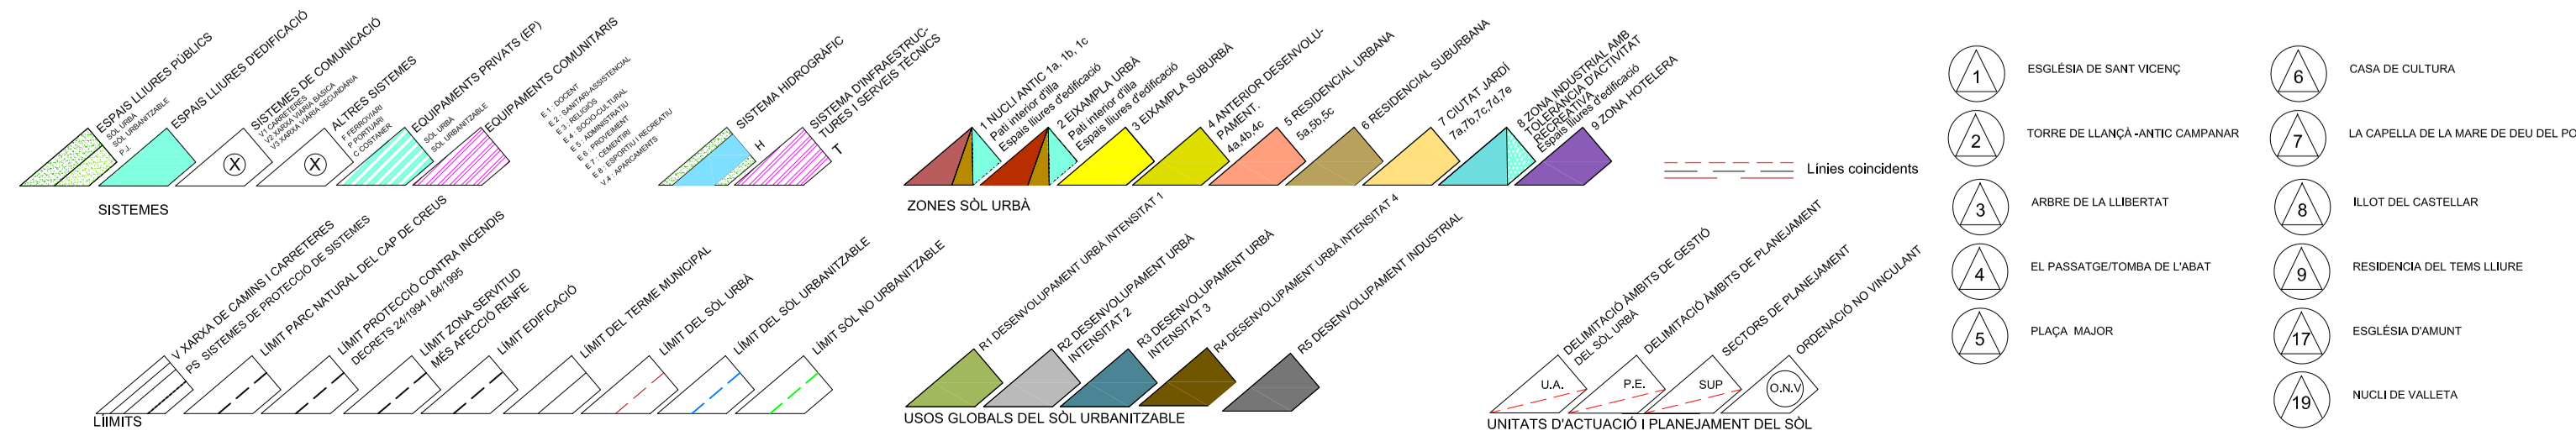 ESPAIS LLIURES PÚBLICS
SÒL URBÀ
SÒL URBANITZABLE
P.J.
ESPAIS LLIURES D'EDIFICACIÓ
SISTEMES DE COMUNICACIÓ
V1 CARRETERES
V2 XARXA VIÀRIA BÀSICA
V3 XARXA VIÀRIA SECUNDÀRIA
X
ALTRES SISTEMES
F FERROVIARI
P PORTUARI
C COSTANER
X
EQUIPAMENTS PRIVATS (EP)
SÒL URBÀ
SÒL URBANITZABLE
EQUIPAMENTS COMUNITARIS
E 1 : DOCENT
E 2 : SANITARI-ASSISTENCIAL
E 3 : RELIGIÓS
E 4 : SOCIO-CULTURAL
E 5 : ADMINISTRATIU
E 6 : PROVEIMENT
E 7 : CEMENTIRI
E 8 : ESPORTIU I RECREATIU
V.4 : APARCAMENTS
SISTEMA HIDROGRÀFIC
H
SISTEMA D'INFRAESTRUC-
TURES I SERVEIS TÈCNICS
T
SISTEMES
1 NUCLI ANTIC 1a, 1b, 1c
Pati interior d'illa
Espais lliures d'edificació
2 EIXAMPLA URBÀ
Pati interior d'illa
Espais lliures d'edificació
3 EIXAMPLA SUBURBÀ
4 ANTERIOR DESENVOLU-
PAMENT.
4a,4b,4c
5 RESIDENCIAL URBANA
5a,5b,5c
6 RESIDENCIAL SUBURBANA
7 CIUTAT JARDÍ
7a,7b,7c,7d,7e
8 ZONA INDUSTRIAL AMB
TOLERÀNCIA D'ACTIVITAT
RECREATIVA
Espais lliures d'edificació
9 ZONA HOTELERA
ZONES SÒL URBÀ
Línies coincidents
V XARXA DE CAMINS I CARRETERES
PS SISTEMES DE PROTECCIÓ DE SISTEMES
LÍMIT PARC NATURAL DEL CAP DE CREUS
LÍMIT PROTECCIÓ CONTRA INCENDIS
DECRETS 24/1994 I 64/1995
LÍMIT ZONA SERVITUD
MÉS AFECCIÓ RENFE
LÍMIT EDIFICACIÓ
LÍMIT DEL TERME MUNICIPAL
LÍMIT DEL SÒL URBÀ
LÍMIT DEL SÒL URBANITZABLE
LÍMIT SÒL NO URBANITZABLE
LÍIMITS
R1 DESENVOLUPAMENT URBÀ INTENSITAT 1
R2 DESENVOLUPAMENT URBÀ
INTENSITAT 2
R3 DESENVOLUPAMENT URBÀ
INTENSITAT 3
R4 DESENVOLUPAMENT URBÀ INTENSITAT 4
R5 DESENVOLUPAMENT INDUSTRIAL
USOS GLOBALS DEL SÒL URBANITZABLE
DELIMITACIÓ ÀMBITS DE GESTIÓ
DEL SÒL URBÀ
U.A.
DELIMITACIÓ ÀMBITS DE PLANEJAMENT
P.E.
SECTORS DE PLANEJAMENT
SUP
ORDENACIÓ NO VINCULANT
O.N.V
UNITATS D'ACTUACIÓ I PLANEJAMENT DEL SÒL
1 ESGLÉSIA DE SANT VICENÇ
2 TORRE DE LLANÇÀ -ANTIC CAMPANAR
3 ARBRE DE LA LLIBERTAT
4 EL PASSATGE/TOMBA DE L'ABAT
5 PLAÇA MAJOR
6 CASA DE CULTURA
7 LA CAPELLA DE LA MARE DE DEU DEL PO
8 ILLOT DEL CASTELLAR
9 RESIDENCIA DEL TEMS LLIURE
17 ESGLÉSIA D'AMUNT
19 NUCLI DE VALLETA